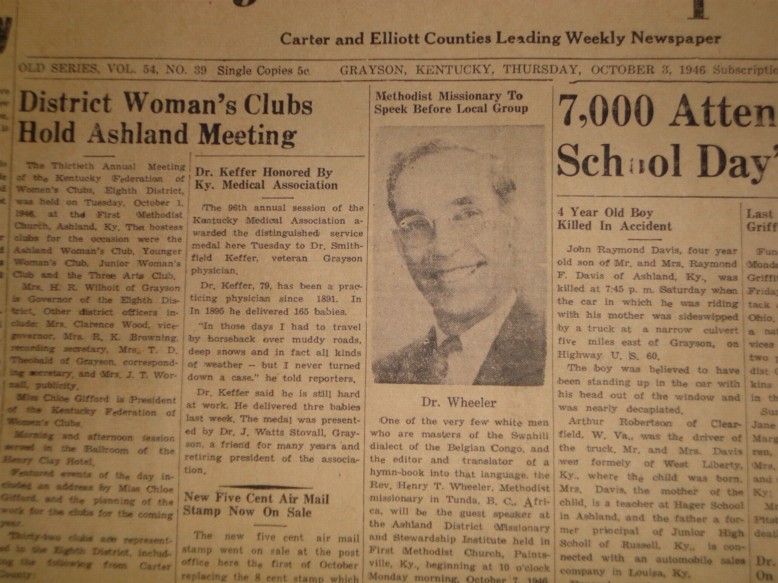 Carter and Elliott Counties Leading Weekly Newspaper
OLD SERIES, VOL. 54, NO. 39 Single Copies 5c GRAYSON, KENTUCKY, THURSDAY, OCTOBER 3, 1946 Subscriptio
District Woman's Clubs
Hold Ashland Meeting
The Thirtieth Annual Meeting
of the Kentucky Federation of
Women's Clubs, Eighth District,
was held on Tuesday, October 1,
1946, at the First Methodist
Church, Ashland, Ky. The hostess
clubs for the occasion were the
Ashland Woman's Club, Younger
Woman's Club, Junior Woman's
Club and the Three Arts Club.
Mrs. H. R. Wilhoit of Grayson
is Governor of the Eighth Dis-
trict. Other district officers in-
clude: Mrs. Clarence Wood, vice-
governor, Mrs. R. K. Browning,
recording secretary, Mrs. T. D.
Theobald of Grayson, correspond-
ing secretary, and Mrs. J. T. Wor-
nall, publicity.
Miss Chloe Gifford is President
of the Kentucky Federation of
Women's Clubs.
Morning and afternoon session
served in the Ballroom of the
Henry Clay Hotel.
Featured events of the day in-
cluded an address by Miss Chloe
Gifford, and the planning of the
work for the clubs for the coming
year.
Thirty-two clubs are represent-
ed in the Eighth District, includ-
ing the following from Carter
county:
Dr. Keffer Honored By
Ky. Medical Association
The 96th annual session of the
Kentucky Medical Association a-
warded the distinguished service
medal here Tuesday to Dr. Smith-
field Keffer, veteran Grayson
physician.
Dr. Keffer, 79, has been a prac-
ticing physician since 1891. In
In 1895 he delivered 165 babies.
"In those days I had to travel
by horseback over muddy roads,
deep snows and in fact all kinds
of weather -- but I never turned
down a case," he told reporters.
Dr. Keffer said he is still hard
at work. He delivered thre babies
last week. The medal was present-
ed by Dr. J. Watts Stovall, Gray-
son, a friend for many years and
retiring president of the associa-
tion.
New Five Cent Air Mail
Stamp Now On Sale
The new five cent air mail
stamp went on sale at the post
office here the first of October
replacing the 8 cent stamp which
Methodist Missionary To
Speek Before Local Group
Dr. Wheeler
One of the very few white men
who are masters of the Swahili
dialect of the Belgian Congo, and
the editor and translator of a
hymn-book into that language, the
Rev. Henry T. Wheeler, Methodist
missionary in Tunda, B. C., Afri-
ca, will be the guest speaker at
the Ashland District Missionary
and Stewardship Institute held in
First Methodist Church, Paints-
ville, Ky., beginning at 10 o'clock
Monday morning, October 7, 1946
7,000 Atten
School Day'
4 Year Old Boy
Killed In Accident
John Raymond Davis, four year
old son of Mr. and Mrs. Raymond
F. Davis of Ashland, Ky., was
killed at 7:45 p. m. Saturday when
the car in which he was riding
with his mother was sideswipped
by a truck at a narrow culvert
five miles east of Grayson, on
Highway U. S. 60.
The boy was believed to have
been standing up in the car with
his head out of the window and
was nearly decapiated.
Arthur Robertson of Clear-
field, W. Va., was the driver of
the truck. Mr. and Mrs. Davis
were formely of West Liberty,
Ky., where the child was born.
Mrs. Davis, the mother of the
child, is a teacher at Hager School
in Ashland, and the father a for-
mer principal of Junior High
Scholl of Russell, Ky., is con-
nected with an automobile sales
company in Louisa, Ky.
Last
Griff